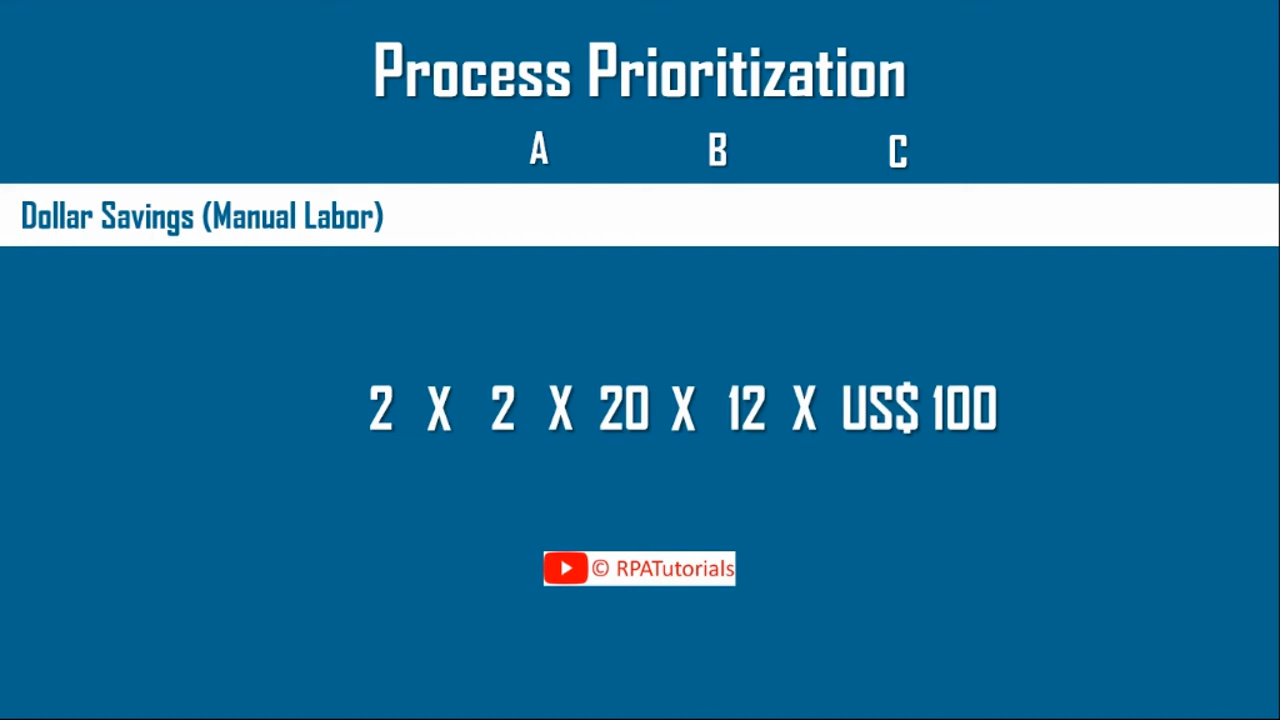 Process Prioritization
A B C
Dollar Savings (Manual Labor)
2 X 2 X 20 X 12 X US$ 100
© RPATutorials